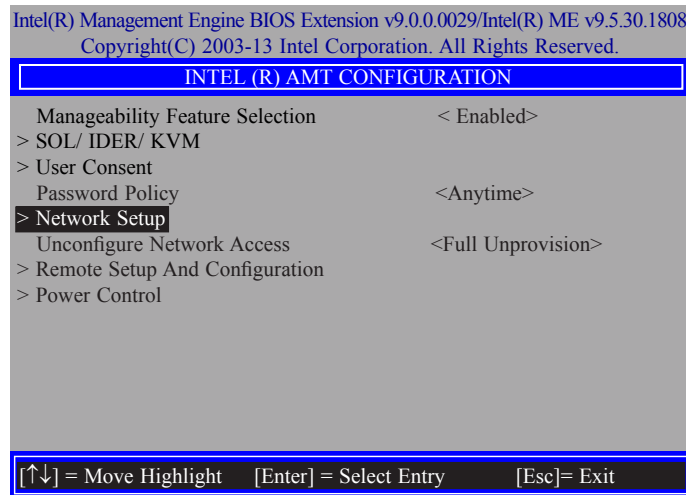 Intel(R) Management Engine BIOS Extension v9.0.0.0029/Intel(R) ME v9.5.30.1808
Copyright(C) 2003-13 Intel Corporation. All Rights Reserved.
INTEL (R) AMT CONFIGURATION
Manageability Feature Selection < Enabled>
> SOL/ IDER/ KVM
> User Consent
Password Policy <Anytime>
> Network Setup
Unconfigure Network Access <Full Unprovision>
> Remote Setup And Configuration
> Power Control
[↑↓] = Move Highlight [Enter] = Select Entry [Esc]= Exit